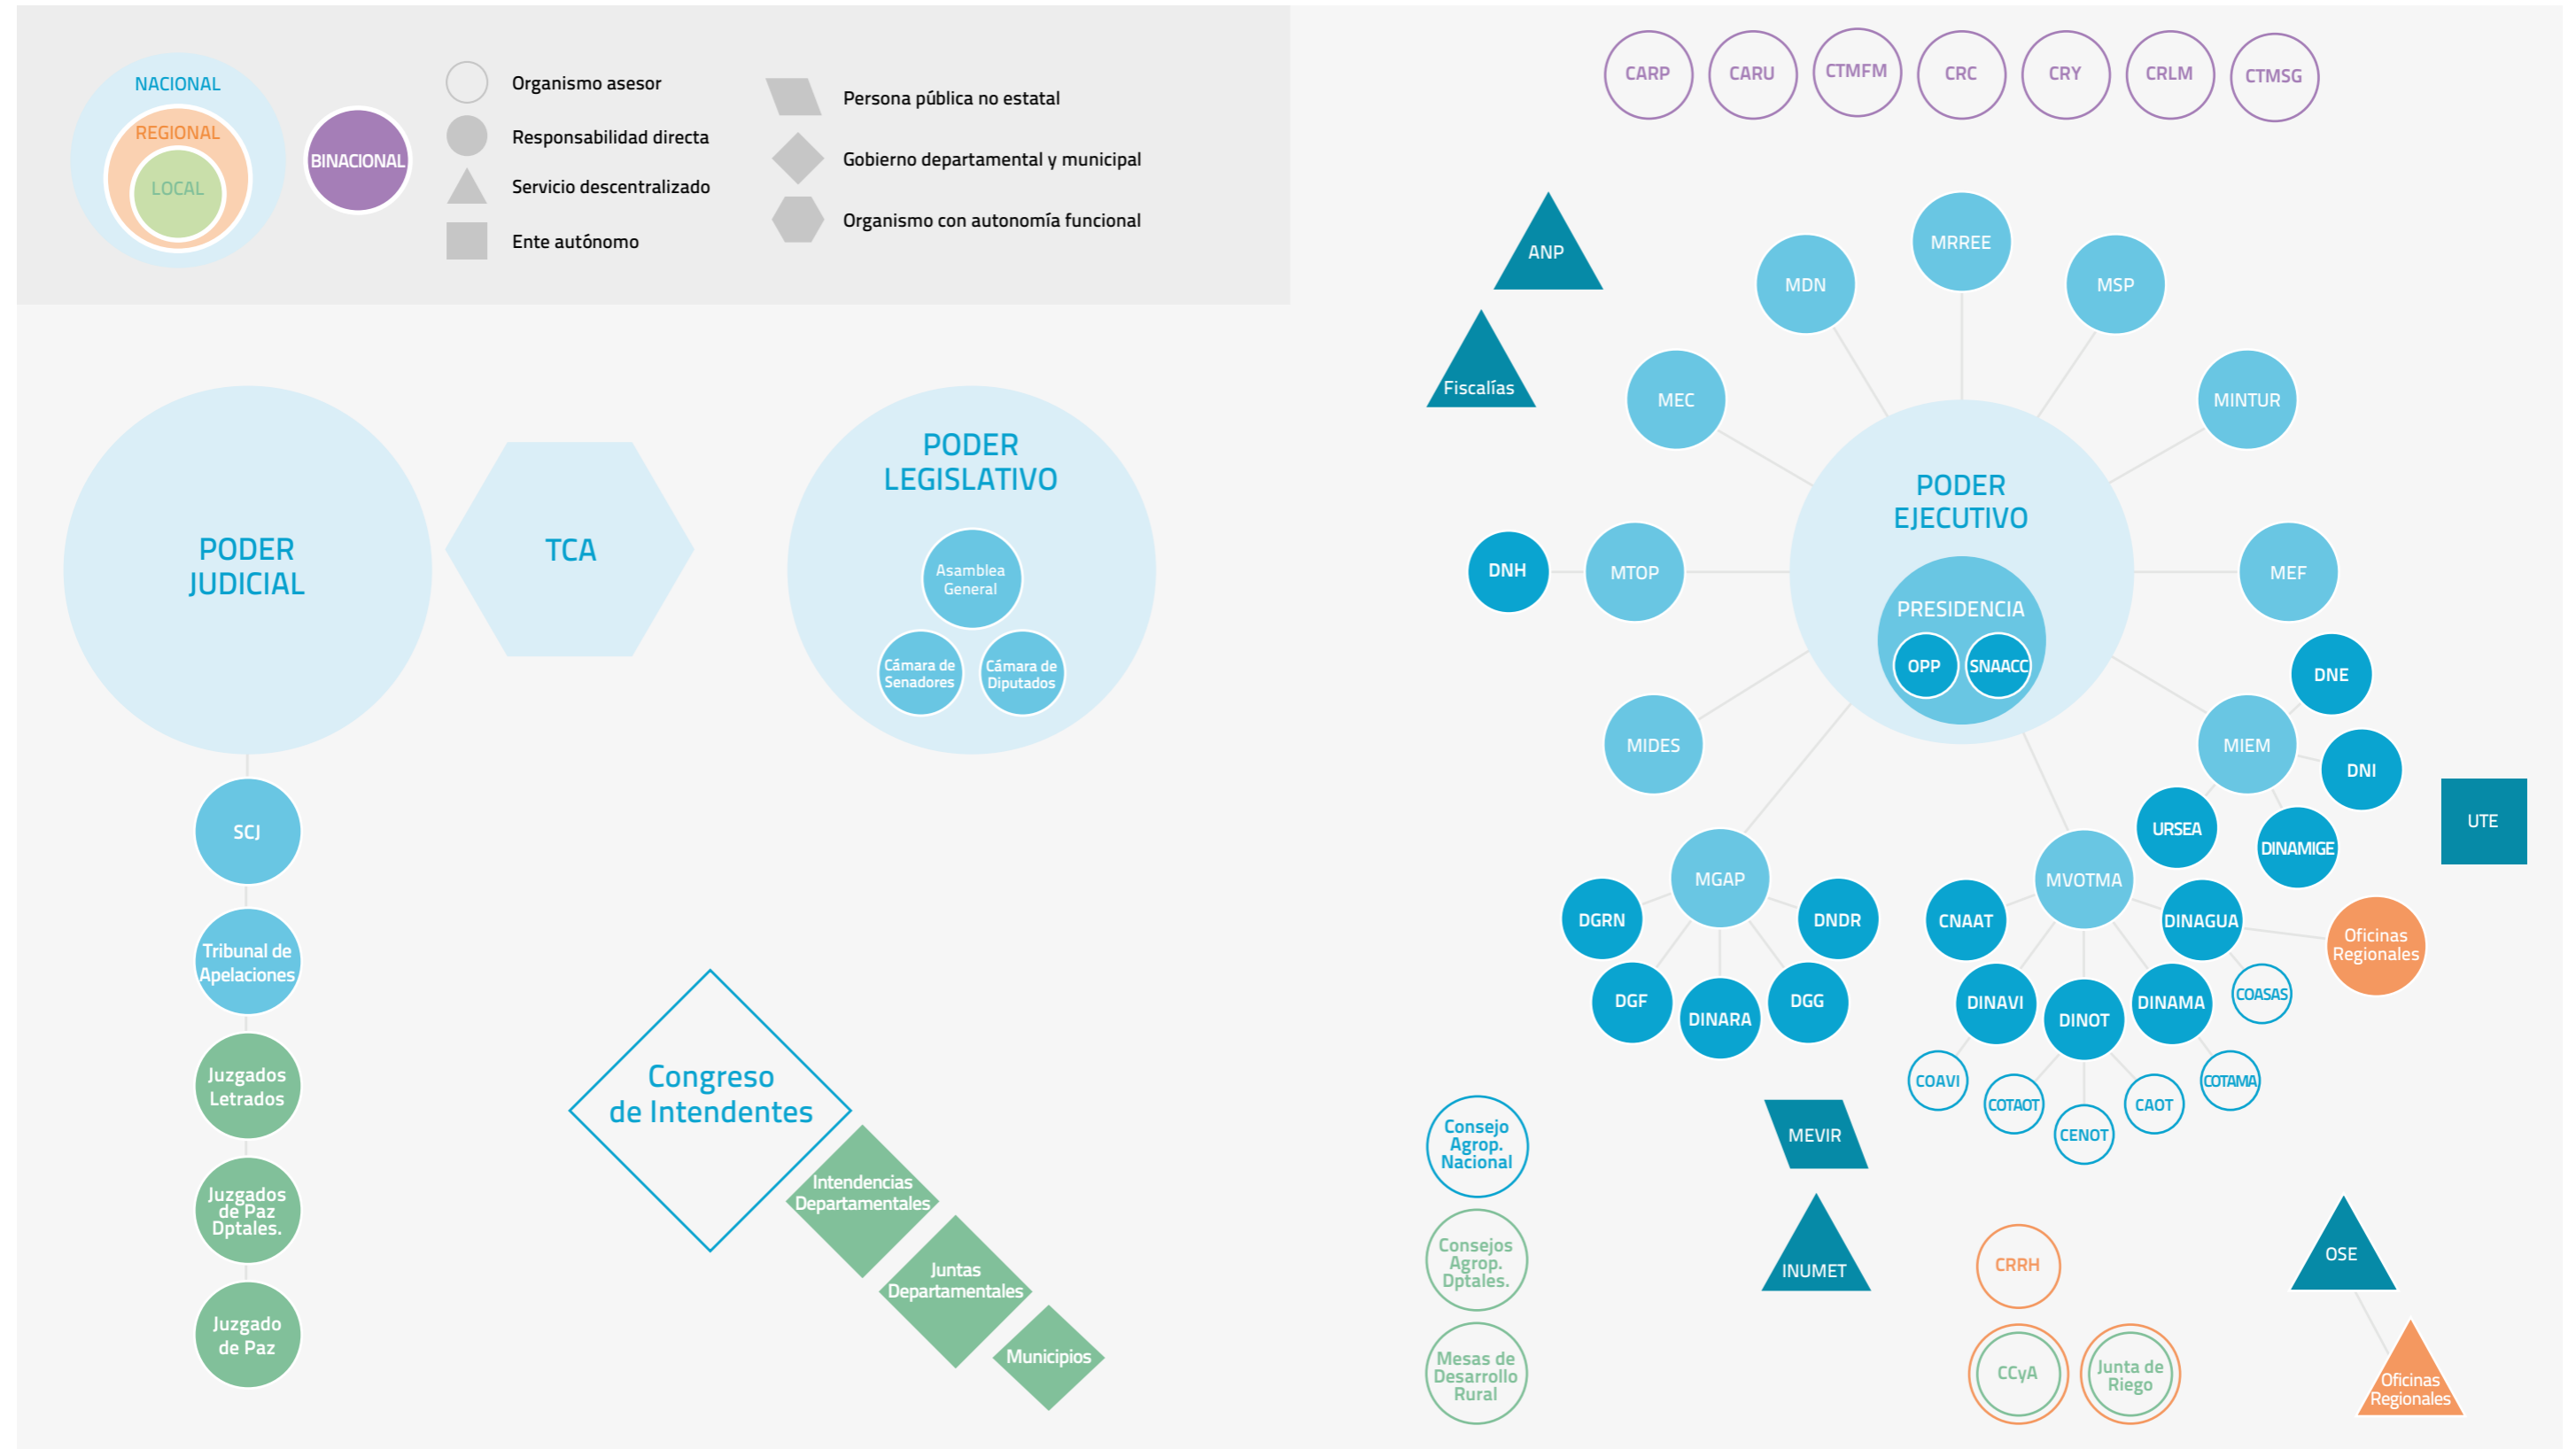 NACIONAL
REGIONAL
LOCAL
BINACIONAL
Organismo asesor
Responsabilidad directa
Servicio descentralizado
Ente autónomo
Persona pública no estatal
Gobierno departamental y municipal
Organismo con autonomía funcional
PODER
JUDICIAL
TCA
PODER
LEGISLATIVO
Asamblea
General
Cámara de
Senadores
Cámara de
Diputados
SCJ
Tribunal de
Apelaciones
Juzgados
Letrados
Juzgados
de Paz
Dptales.
Juzgado
de Paz
Congreso
de Intendentes
Intendencias
Departamentales
Juntas
Departamentales
Municipios
CARP
CARU
CTMFM
CRC
CRY
CRLM
CTMSG
ANP
Fiscalías
MEC
MDN
MRREE
MSP
MINTUR
PODER
EJECUTIVO
PRESIDENCIA
OPP
SNAACC
DNH
MTOP
MEF
MIDES
MIEM
DNE
DNI
URSEA
DINAMIGE
UTE
MGAP
DGRN
DGF
DINARA
DGG
DNDR
MVOTMA
CNAAT
DINAVI
DINOT
DINAMA
DINAGUA
Oficinas
Regionales
COASAS
COAVI
COTAOT
CENOT
CAOT
COTAMA
Consejo
Agrop.
Nacional
Consejos
Agrop.
Dptales.
Mesas de
Desarrollo
Rural
MEVIR
INUMET
CRRH
CCyA
Junta de
Riego
OSE
Oficinas
Regionales